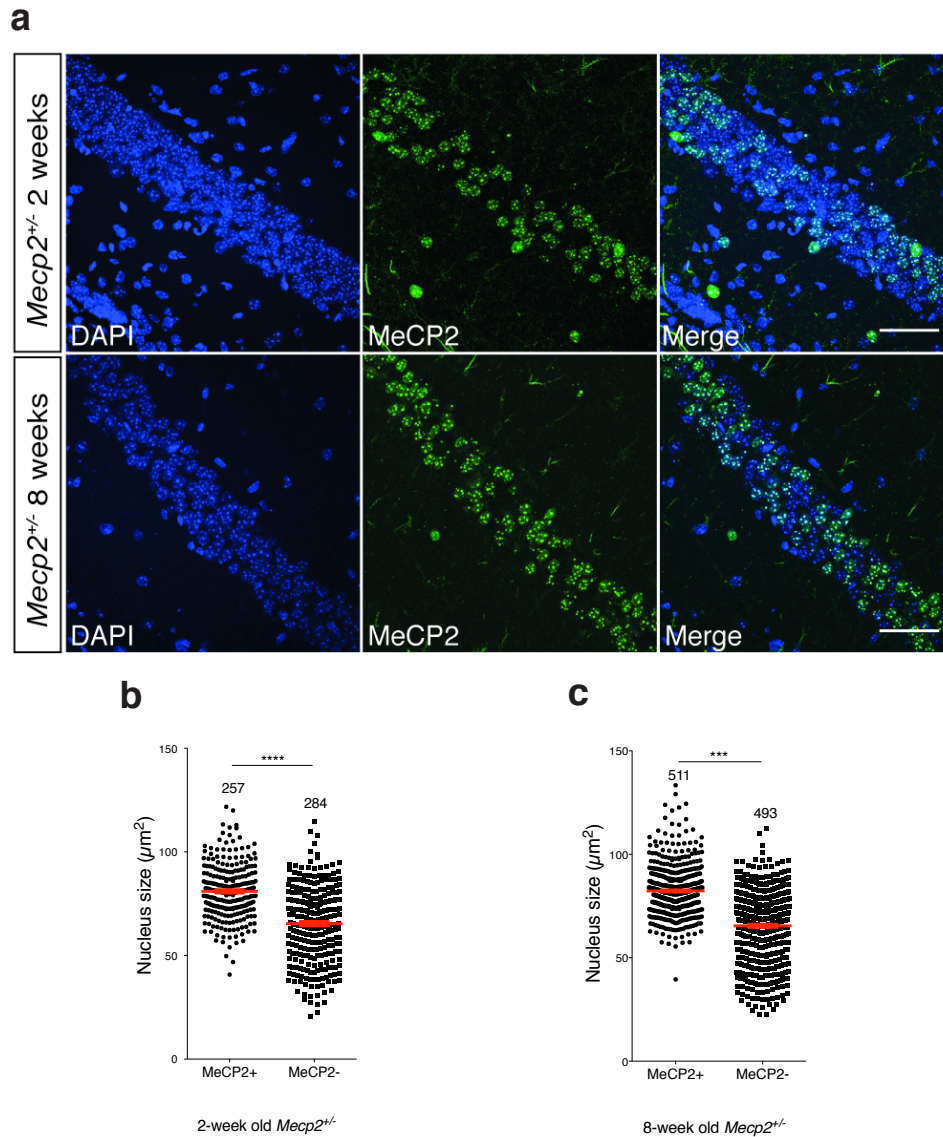 a
Mecp2+/- 2 weeks
DAPI
MeCP2
Merge
Mecp2+/- 8 weeks
DAPI
MeCP2
Merge
b
c
150
100
50
0
Nucleus size (µm²)
****
257
284
MeCP2+
MeCP2-
2-week old Mecp2+/-
150
100
50
0
Nucleus size (µm²)
***
511
493
MeCP2+
MeCP2-
8-week old Mecp2+/-